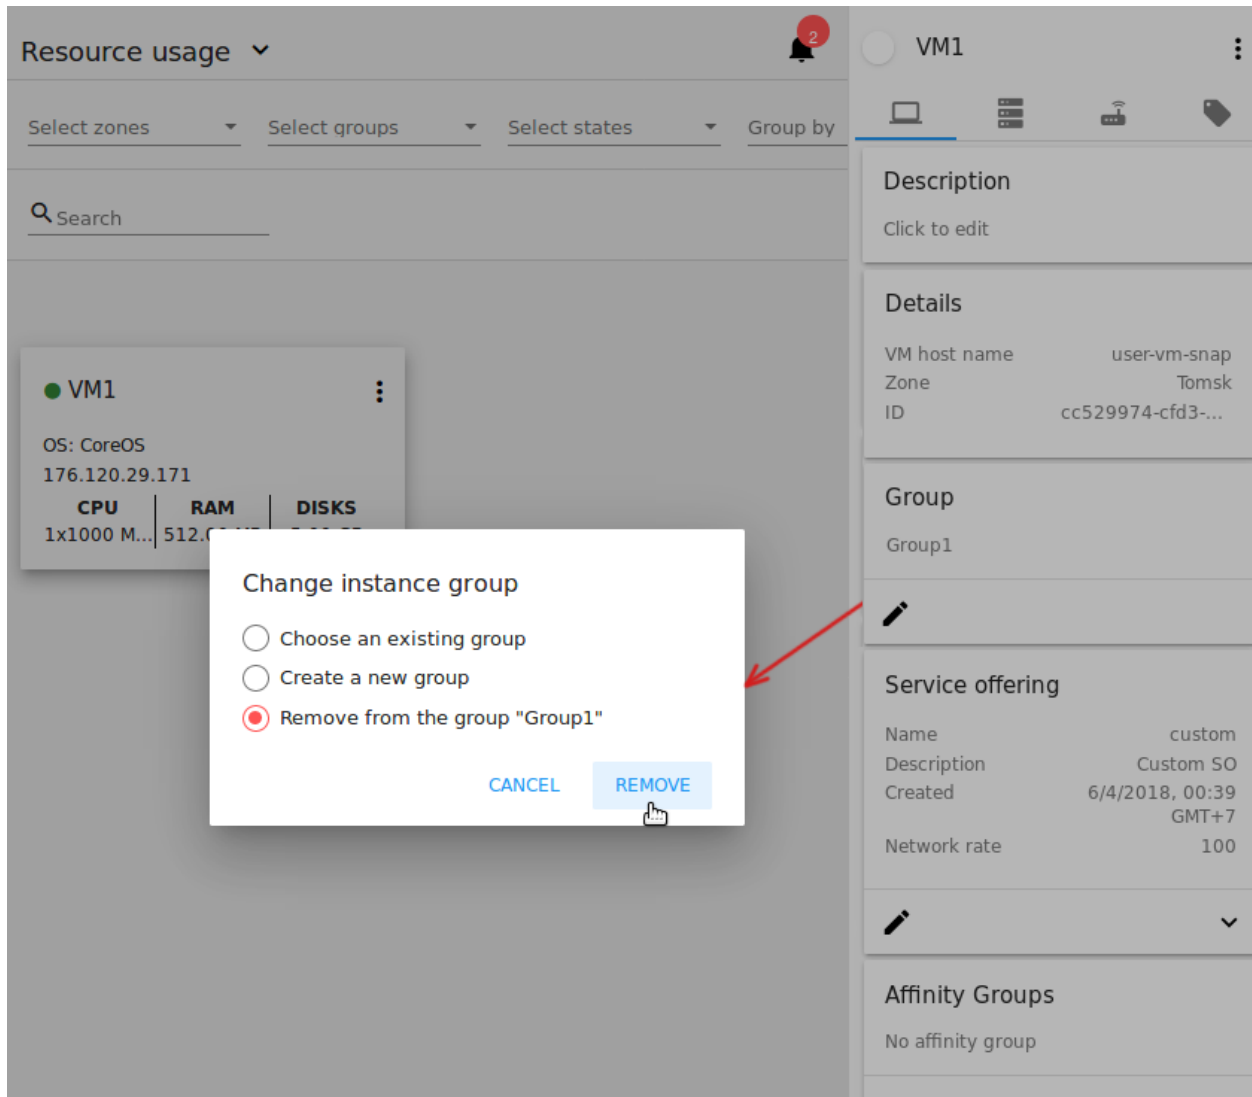 Resource usage
2
Select zones
Select groups
Select states
Group by
Search
VM1
OS: CoreOS
176.120.29.171
CPU RAM DISKS
1x1000 M... 512.
Change instance group
Choose an existing group
Create a new group
Remove from the group "Group1"
CANCEL REMOVE
VM1
Description
Click to edit
Details
VM host name user-vm-snap
Zone Tomsk
ID cc529974-cfd3-...
Group
Group1
Service offering
Name custom
Description Custom SO
Created 6/4/2018, 00:39
GMT+7
Network rate 100
Affinity Groups
No affinity group